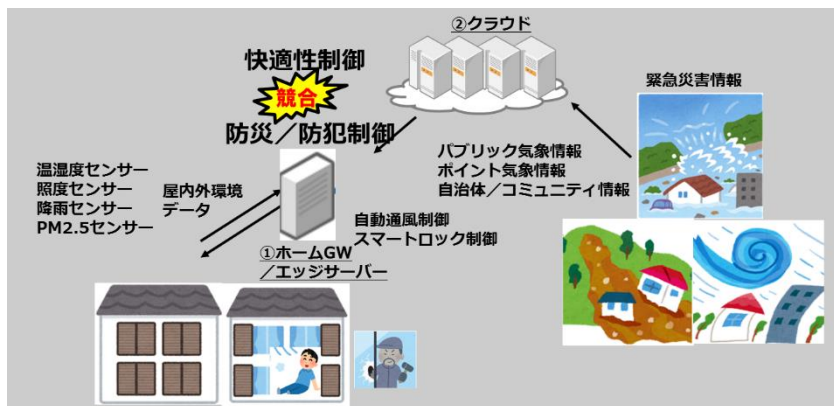 ②クラウド
快適性制御
競合
防災／防犯制御
緊急災害情報
パブリック気象情報
ポイント気象情報
自治体／コミュニティ情報
温湿度センサー
照度センサー
降雨センサー
PM2.5センサー
屋内外環境
データ
自動通風制御
スマートロック制御
①ホームGW
／エッジサーバー